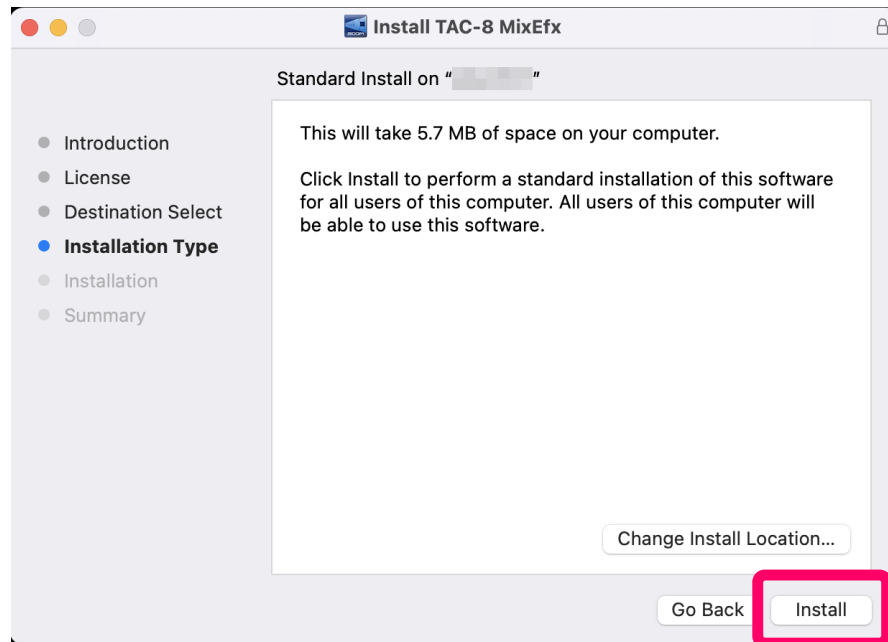 Install TAC-8 MixEfx
Standard Install on “ ”
Introduction
License
Destination Select
Installation Type
Installation
Summary
This will take 5.7 MB of space on your computer.
Click Install to perform a standard installation of this software
for all users of this computer. All users of this computer will
be able to use this software.
Change Install Location...
Go Back
Install